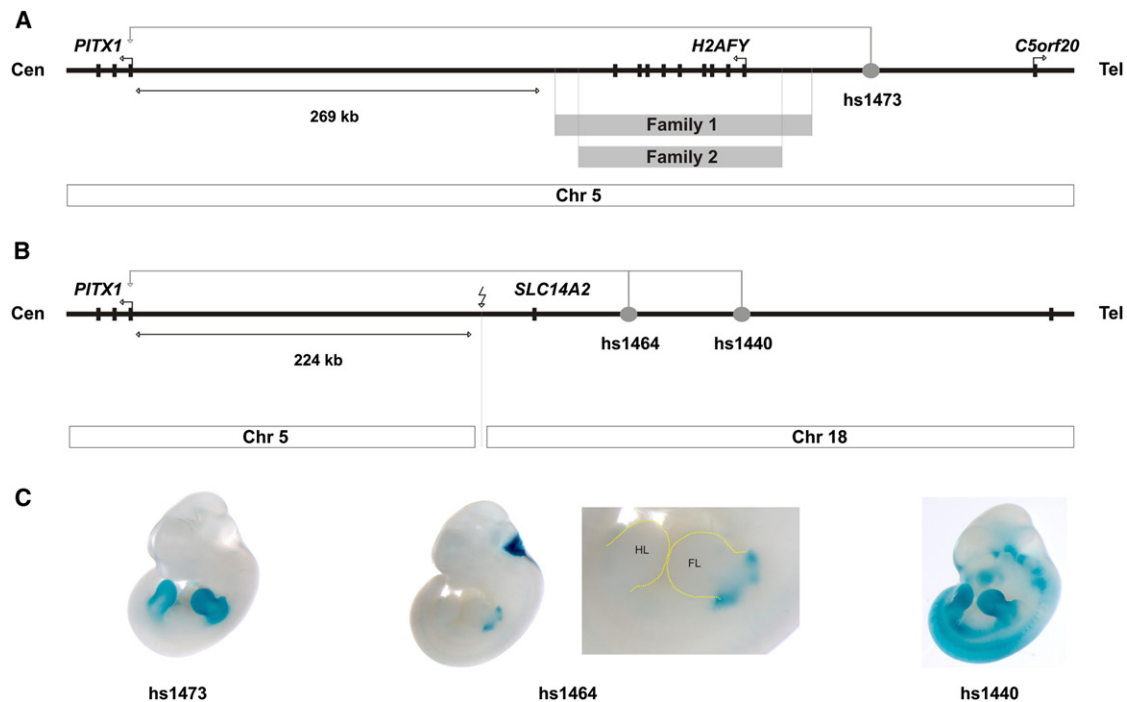 A
PITX1
H2AFY
C5orf20
Cen
Tel
hs1473
269 kb
Family 1
Family 2
Chr 5
B
PITX1
SLC14A2
Cen
Tel
hs1464
hs1440
224 kb
Chr 5
Chr 18
C
HL
FL
hs1473
hs1464
hs1440